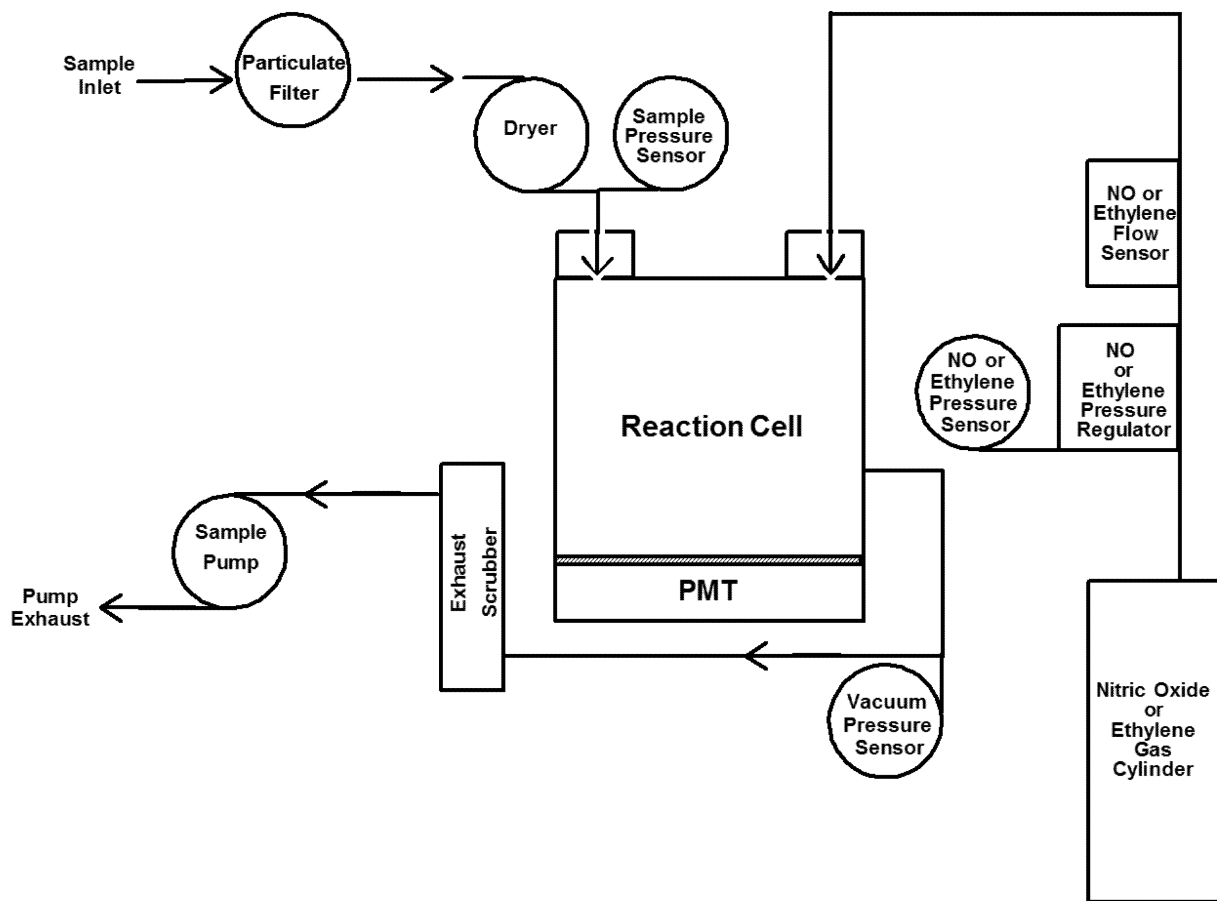 Sample
Inlet
Particulate
Filter
Dryer
Sample
Pressure
Sensor
NO or
Ethylene
Flow
Sensor
NO or
Ethylene
Pressure
Sensor
NO
or
Ethylene
Pressure
Regulator
Reaction Cell
PMT
Exhaust
Scrubber
Sample
Pump
Pump
Exhaust
Vacuum
Pressure
Sensor
Nitric Oxide
or
Ethylene
Gas
Cylinder